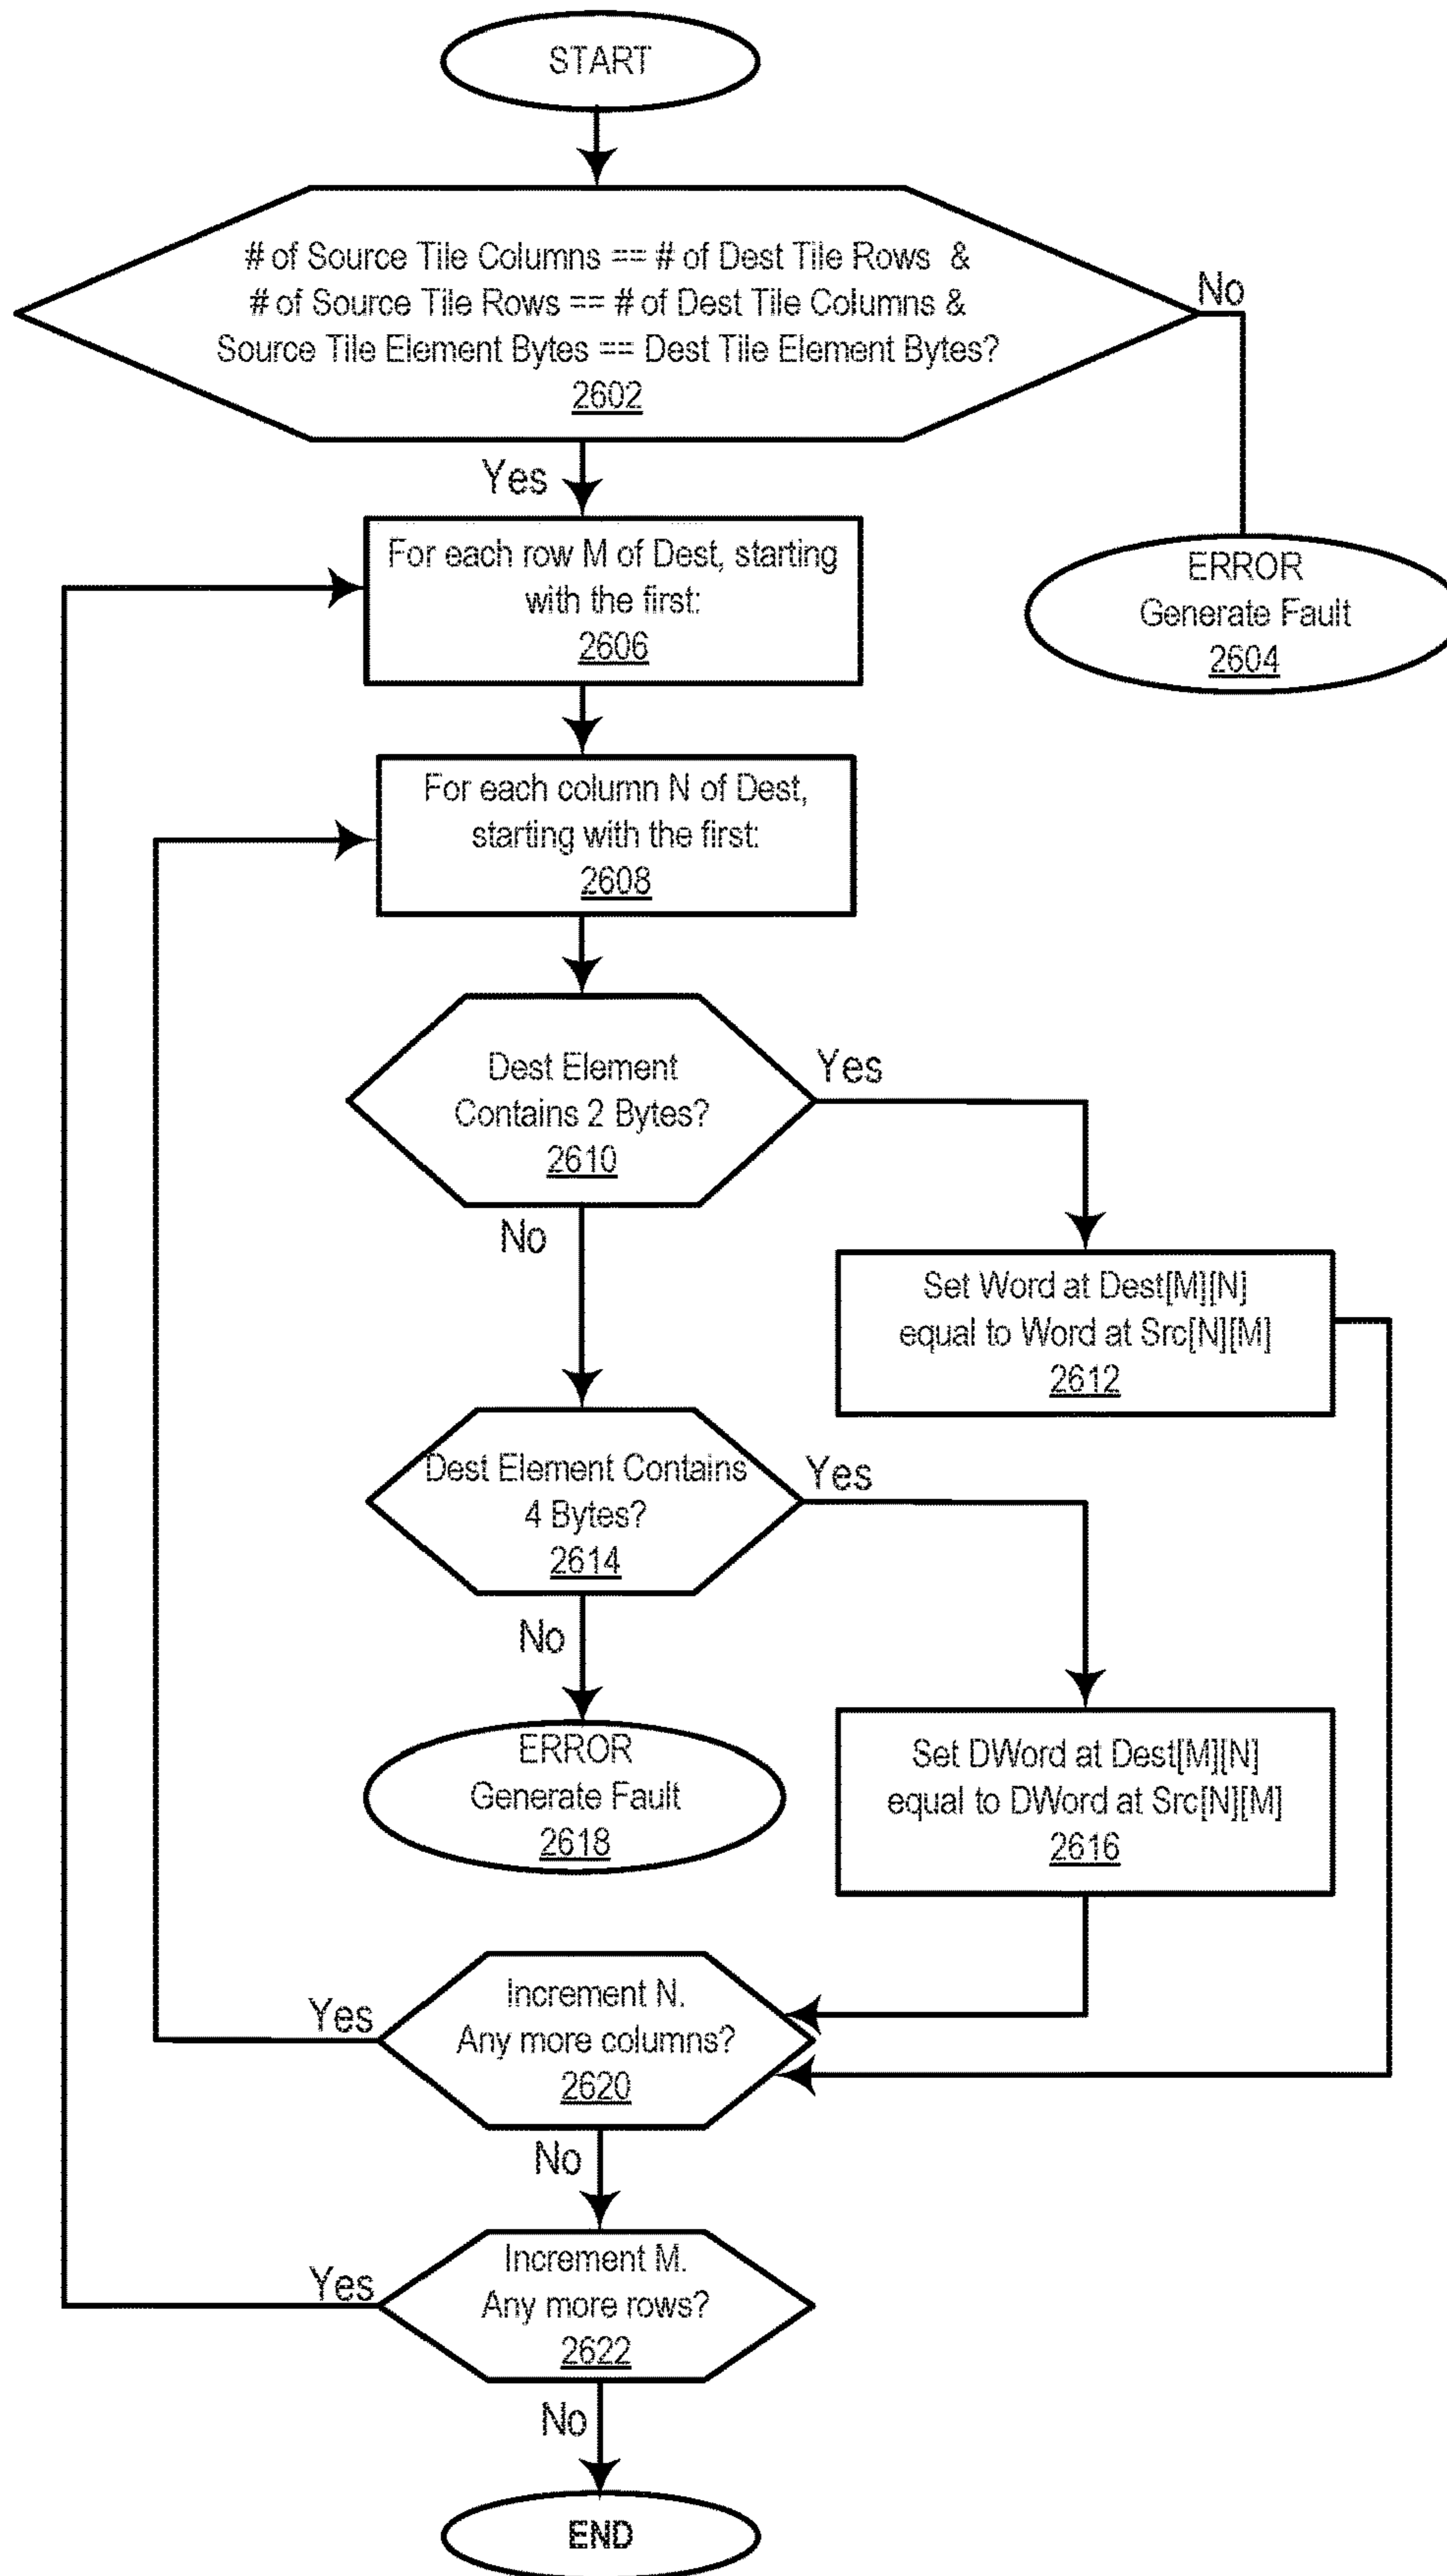 START
# of Source Tile Columns == # of Dest Tile Rows &
# of Source Tile Rows == # of Dest Tile Columns &
Source Tile Element Bytes == Dest Tile Element Bytes?
2602
No
Yes
ERROR
Generate Fault
2604
For each row M of Dest, starting
with the first:
2606
For each column N of Dest,
starting with the first:
2608
Dest Element
Contains 2 Bytes?
2610
Yes
No
Set Word at Dest[M][N]
equal to Word at Src[N][M]
2612
Dest Element Contains
4 Bytes?
2614
Yes
No
ERROR
Generate Fault
2618
Set DWord at Dest[M][N]
equal to DWord at Src[N][M]
2616
Increment N.
Any more columns?
2620
Yes
No
Increment M.
Any more rows?
2622
Yes
No
END